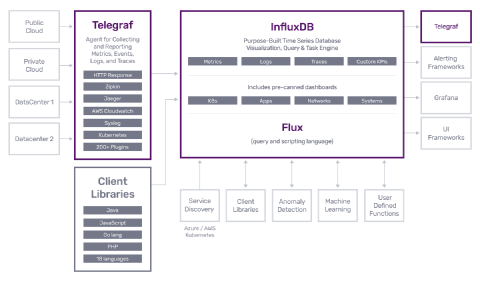 Public
Cloud
Private
Cloud
DataCenter 1
Datacenter 2
Telegraf
Agent for Collecting
and Reporting
Metrics, Events,
Logs, and Traces
HTTP Response
Zipkin
Jaeger
AWS Cloudwatch
Syslog
Kubernetes
200+ Plugins
Client
Libraries
Java
JavaScript
Go lang
PHP
18 languages
InfluxDB
Purpose-Built Time Series Database
Visualization, Query & Task Engine
Metrics
Logs
Traces
Custom KPIs
Includes pre-canned dashboards
K8s
Apps
Networks
Systems
Flux
(query and scripting language)
Service
Discovery
Azure / AWS
Kubernetes
Client
Libraries
Anomaly
Detection
Machine
Learning
User
Defined
Functions
Telegraf
Alerting
Frameworks
Grafana
UI
Frameworks